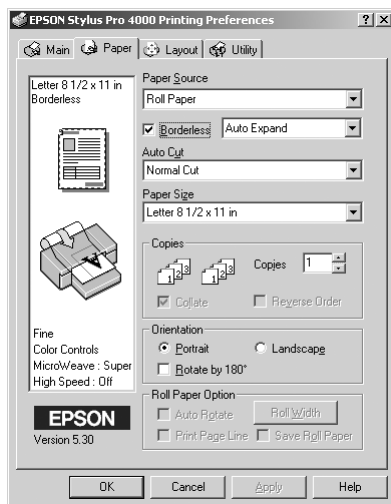 EPSON Stylus Pro 4000 Printing Preferences
Main Paper Layout Utility
Letter 8 1/2 x 11 in
Borderless
Fine
Color Controls
MicroWeave : Super
High Speed : Off
EPSON
Version 5.30
Paper Source
Roll Paper
Borderless Auto Expand
Auto Cut
Normal Cut
Paper Size
Letter 8 1/2 x 11 in
Copies
Copies 1
Collate Reverse Order
Orientation
Portrait Landscape
Rotate by 180°
Roll Paper Option
Auto Rotate Roll Width
Print Page Line Save Roll Paper
OK Cancel Apply Help